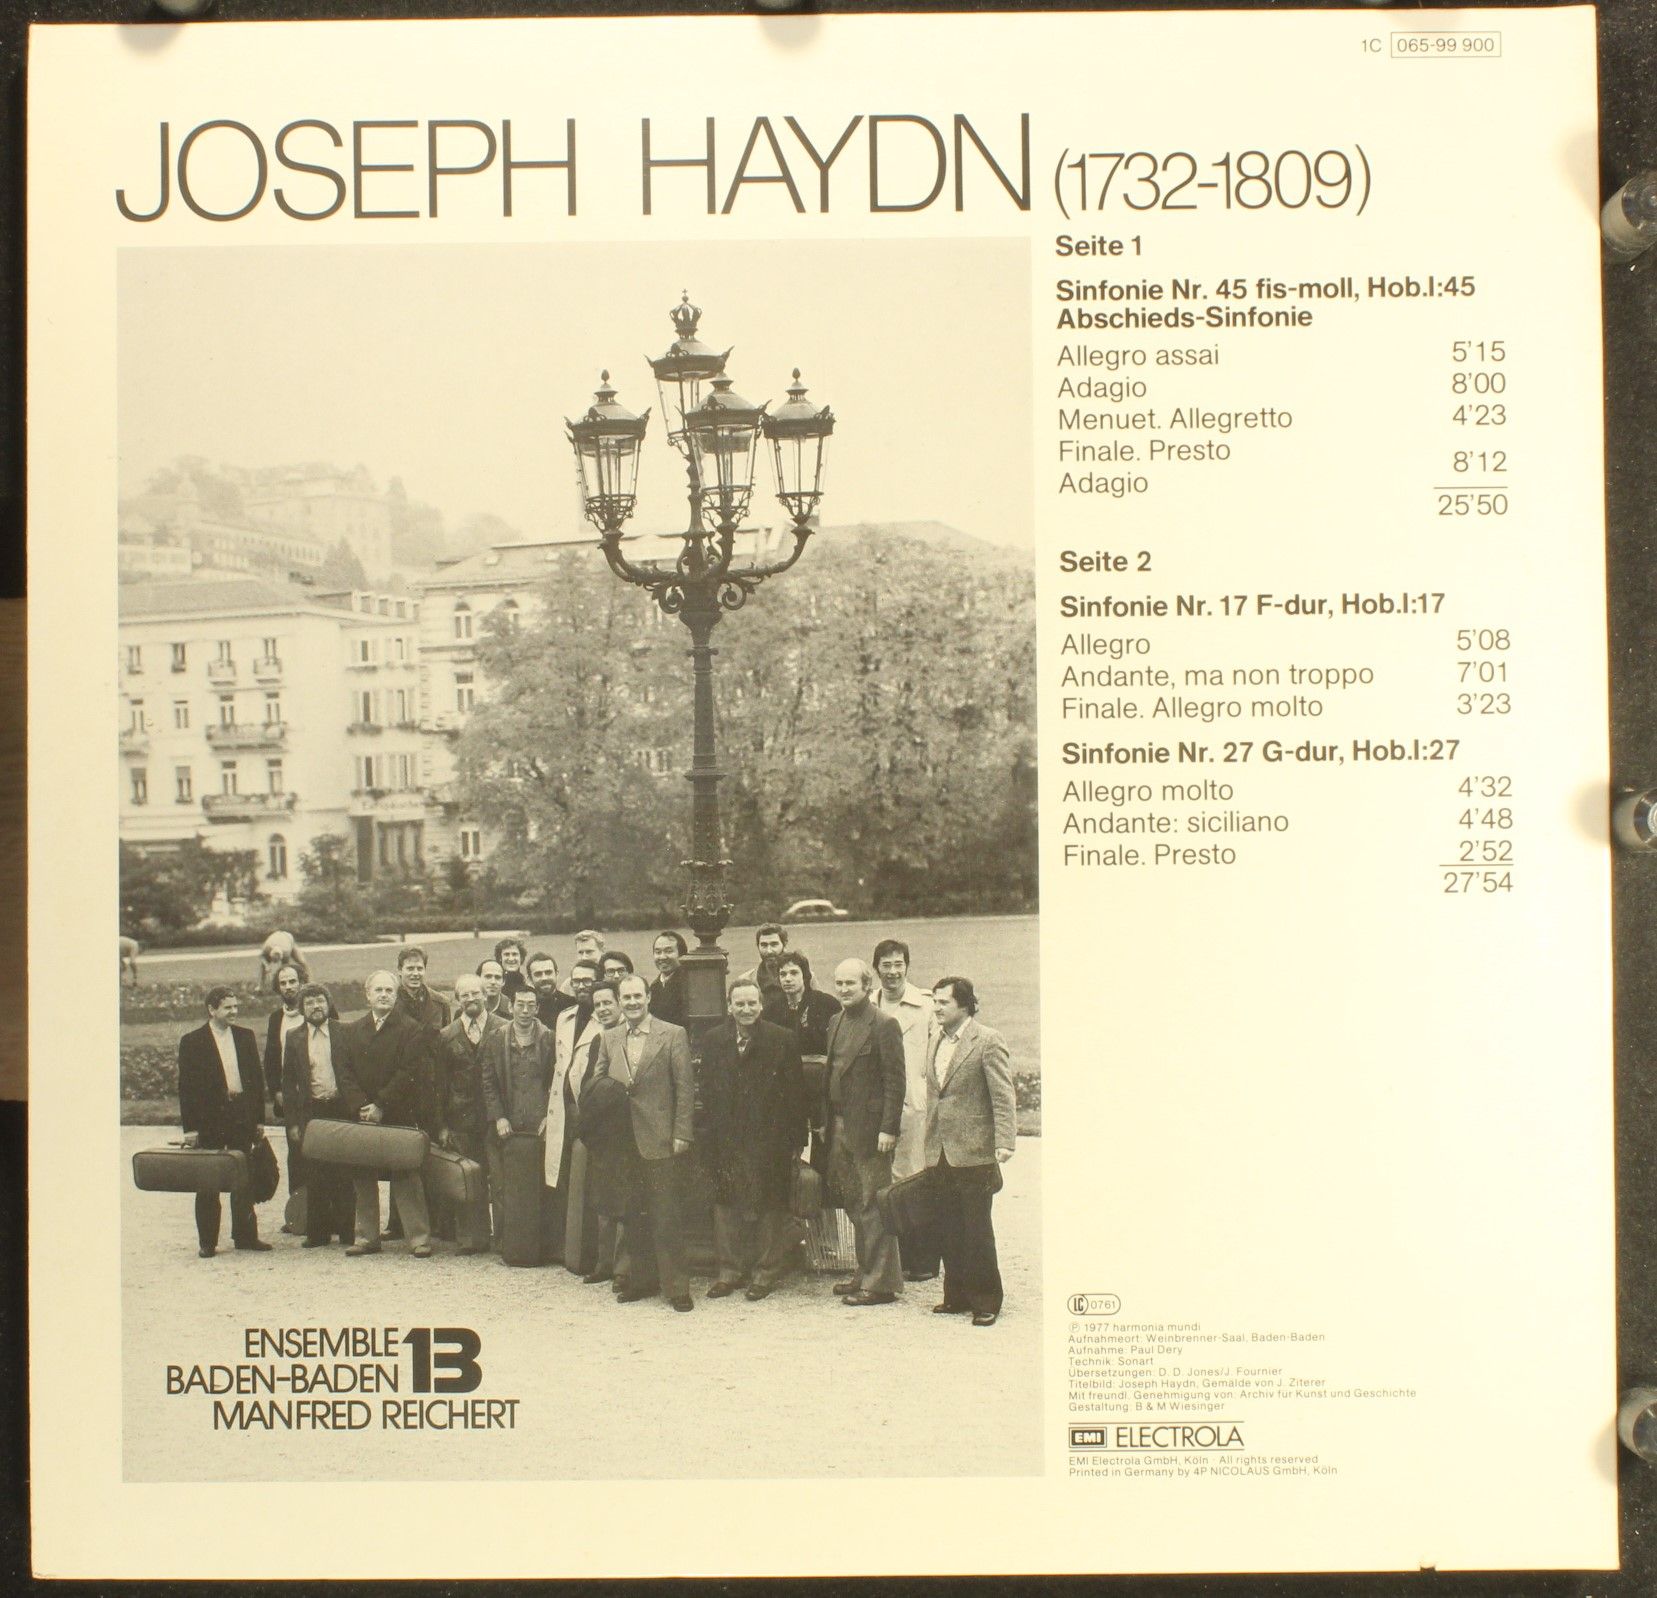 1C 065-99 900
JOSEPH HAYDN (1732-1809)
Seite 1
Sinfonie Nr. 45 fis-moll, Hob.I:45
Abschieds-Sinfonie
Allegro assai 5'15
Adagio 8'00
Menuet. Allegretto 4'23
Finale. Presto
Adagio 8'12
25'50
Seite 2
Sinfonie Nr. 17 F-dur, Hob.I:17
Allegro 5'08
Andante, ma non troppo 7'01
Finale. Allegro molto 3'23
Sinfonie Nr. 27 G-dur, Hob.I:27
Allegro molto 4'32
Andante: siciliano 4'48
Finale. Presto 2'52
27'54
ENSEMBLE 13
BADEN-BADEN
MANFRED REICHERT
LC 0761
℗ 1977 harmonia mundi
Aufnahmeort: Weinbrenner-Saal, Baden-Baden
Aufnahme: Paul Dery
Technik: Sonart
Übersetzungen: D. D. Jones/J. Fournier
Titelbild: Joseph Haydn, Gemälde von J. Ziterer
Mit freundl. Genehmigung von: Archiv für Kunst und Geschichte
Gestaltung: B & M Wiesinger
EMI ELECTROLA
EMI Electrola GmbH, Köln · All rights reserved
Printed in Germany by 4P NICOLAUS GmbH, Köln